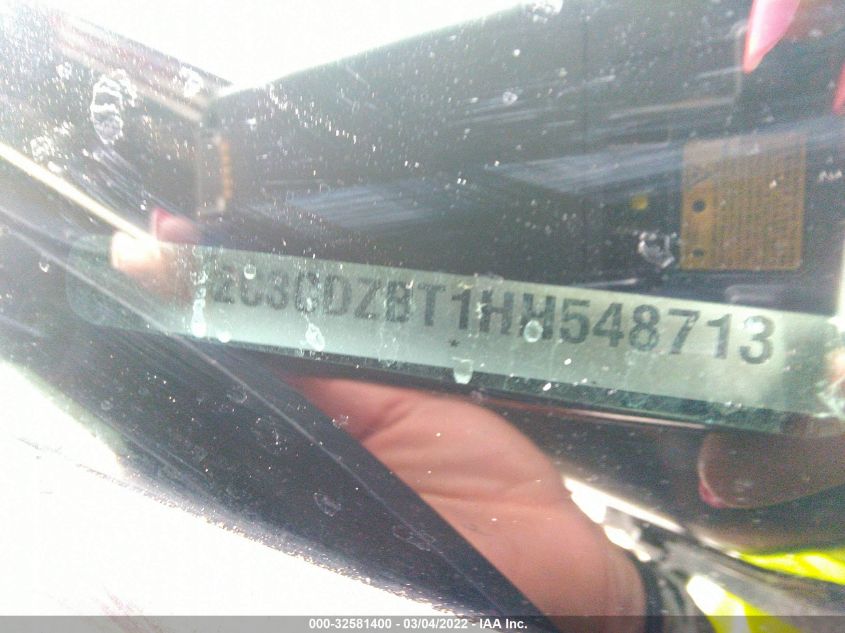 2C3CDZBT1HH548713
*
000-32581400 - 03/04/2022 - IAA Inc.